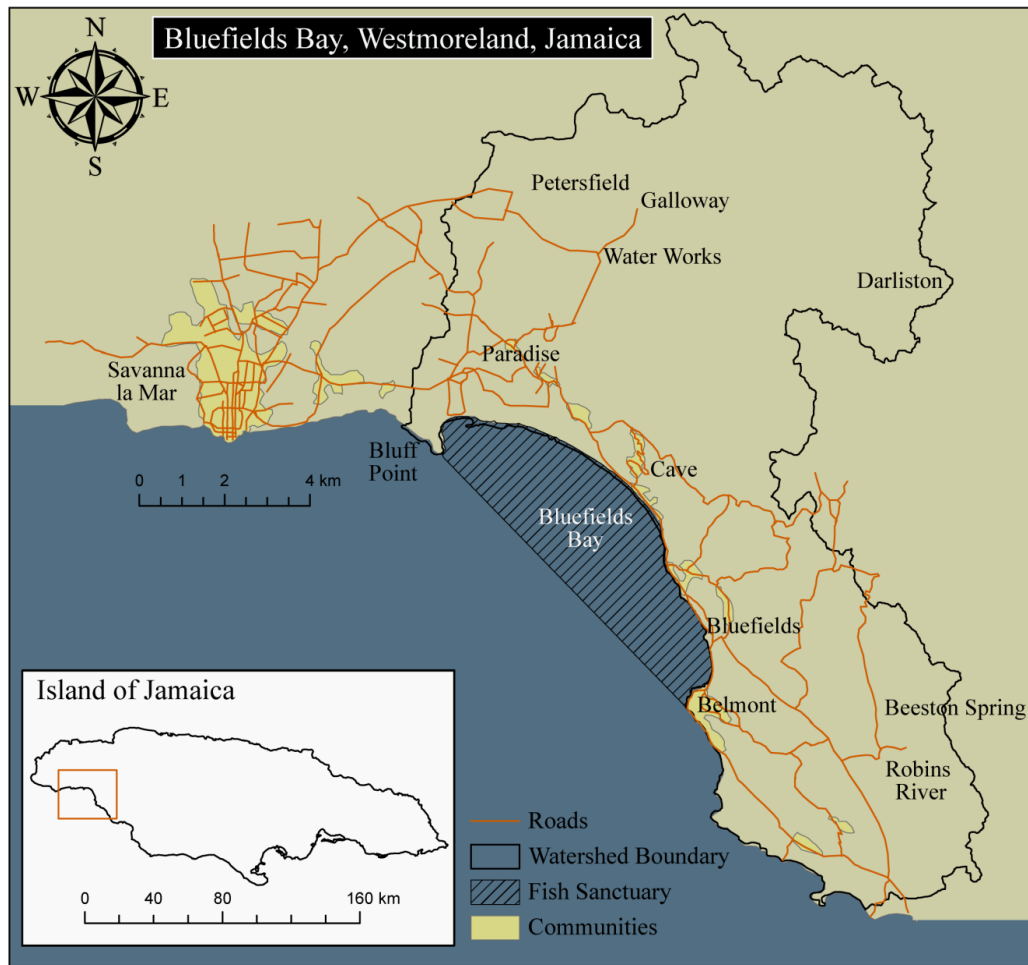 Bluefields Bay, Westmoreland, Jamaica
N
W E
S
Petersfield
Galloway
Water Works
Darliston
Paradise
Savanna
la Mar
Bluff
Point
Cave
0 2 4 km
Bluefields
Bay
Bluefields
Belmont
Beeston Spring
Robins
River
Island of Jamaica
0 40 80 160 km
Roads
Watershed Boundary
Fish Sanctuary
Communities